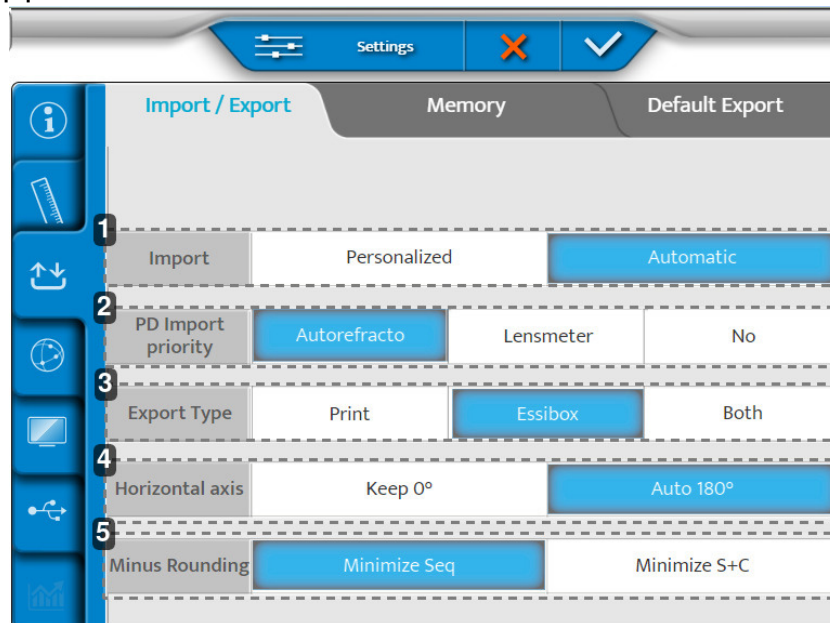 Settings
Import / Export Memory Default Export
1
Import Personalized Automatic
2
PD Import
priority Autorefracto Lensmeter No
3
Export Type Print Essibox Both
4
Horizontal axis Keep 0° Auto 180°
5
Minus Rounding Minimize Seq Minimize S+C